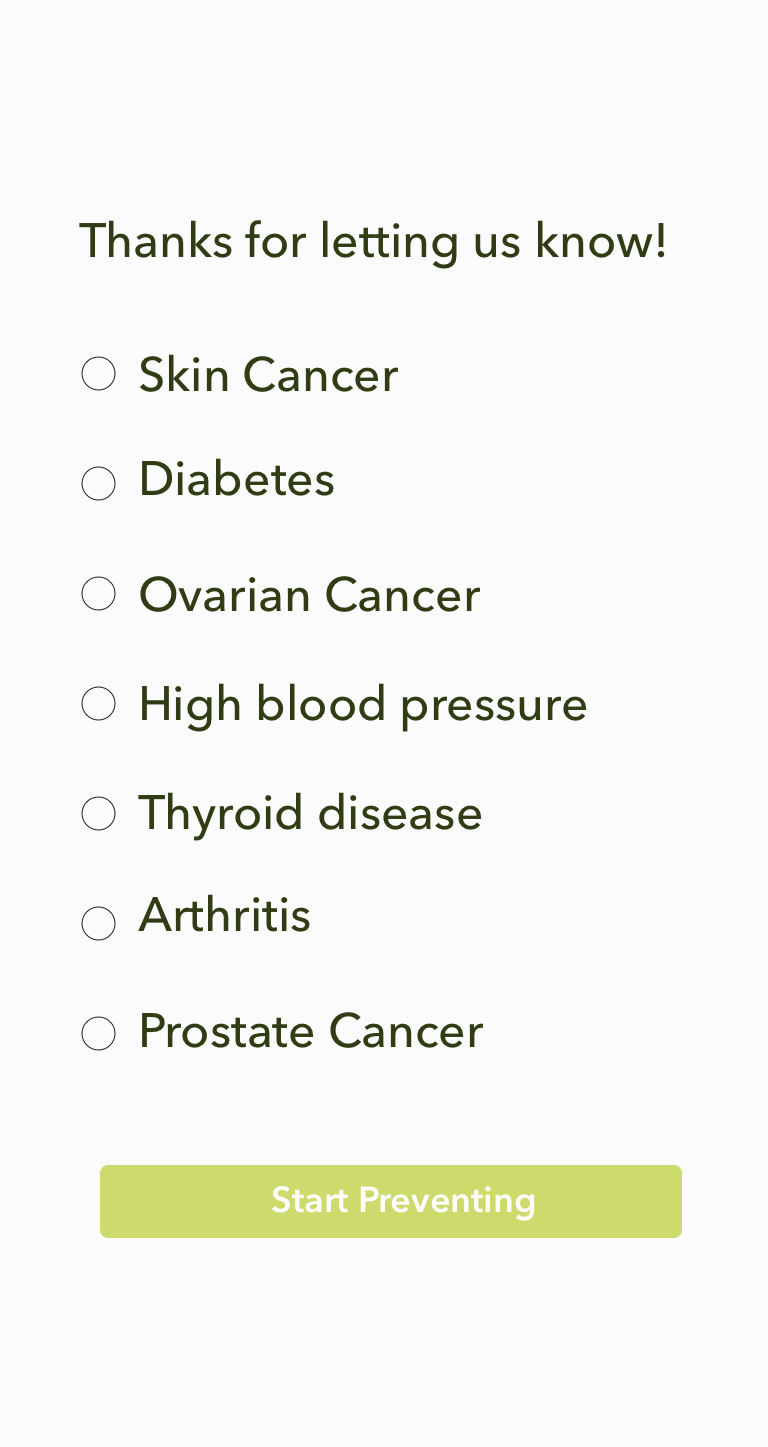 Thanks for letting us know!
Skin Cancer
Diabetes
Ovarian Cancer
High blood pressure
Thyroid disease
Arthritis
Prostate Cancer
Start Preventing